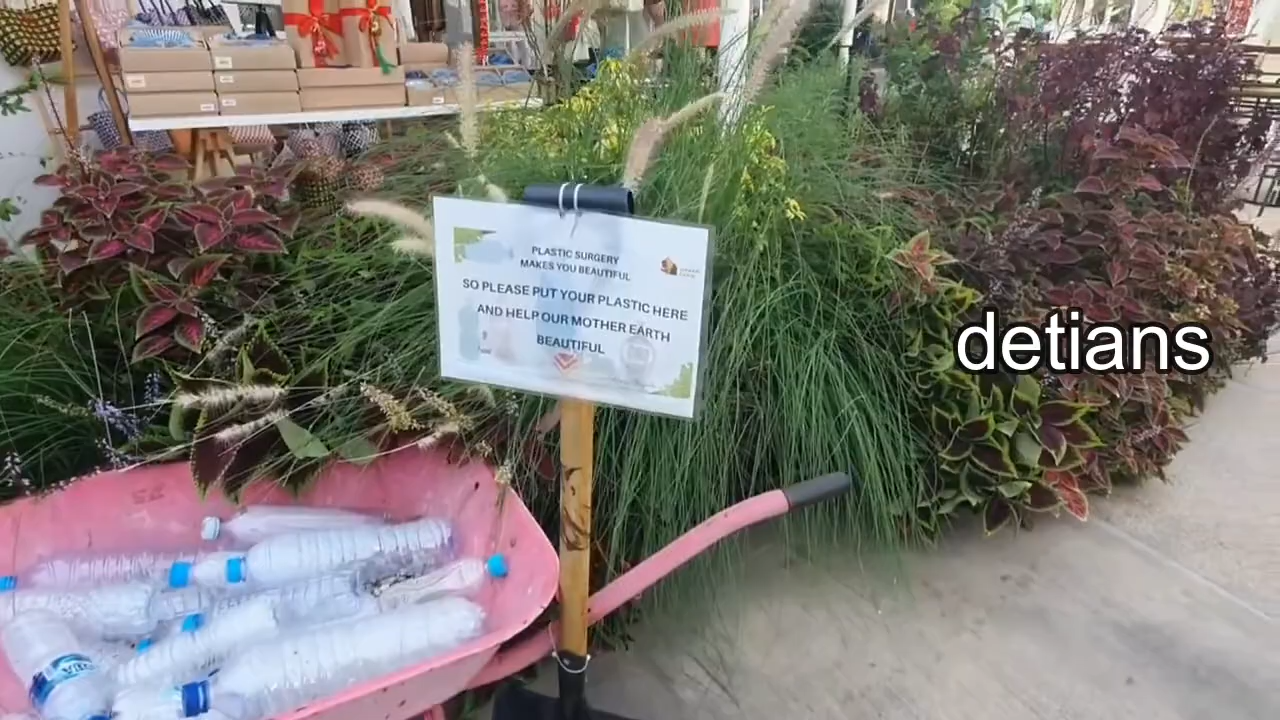 PLASTIC SURGERY
MAKES YOU BEAUTIFUL
SO PLEASE PUT YOUR PLASTIC HERE
AND HELP OUR MOTHER EARTH
BEAUTIFUL
detians